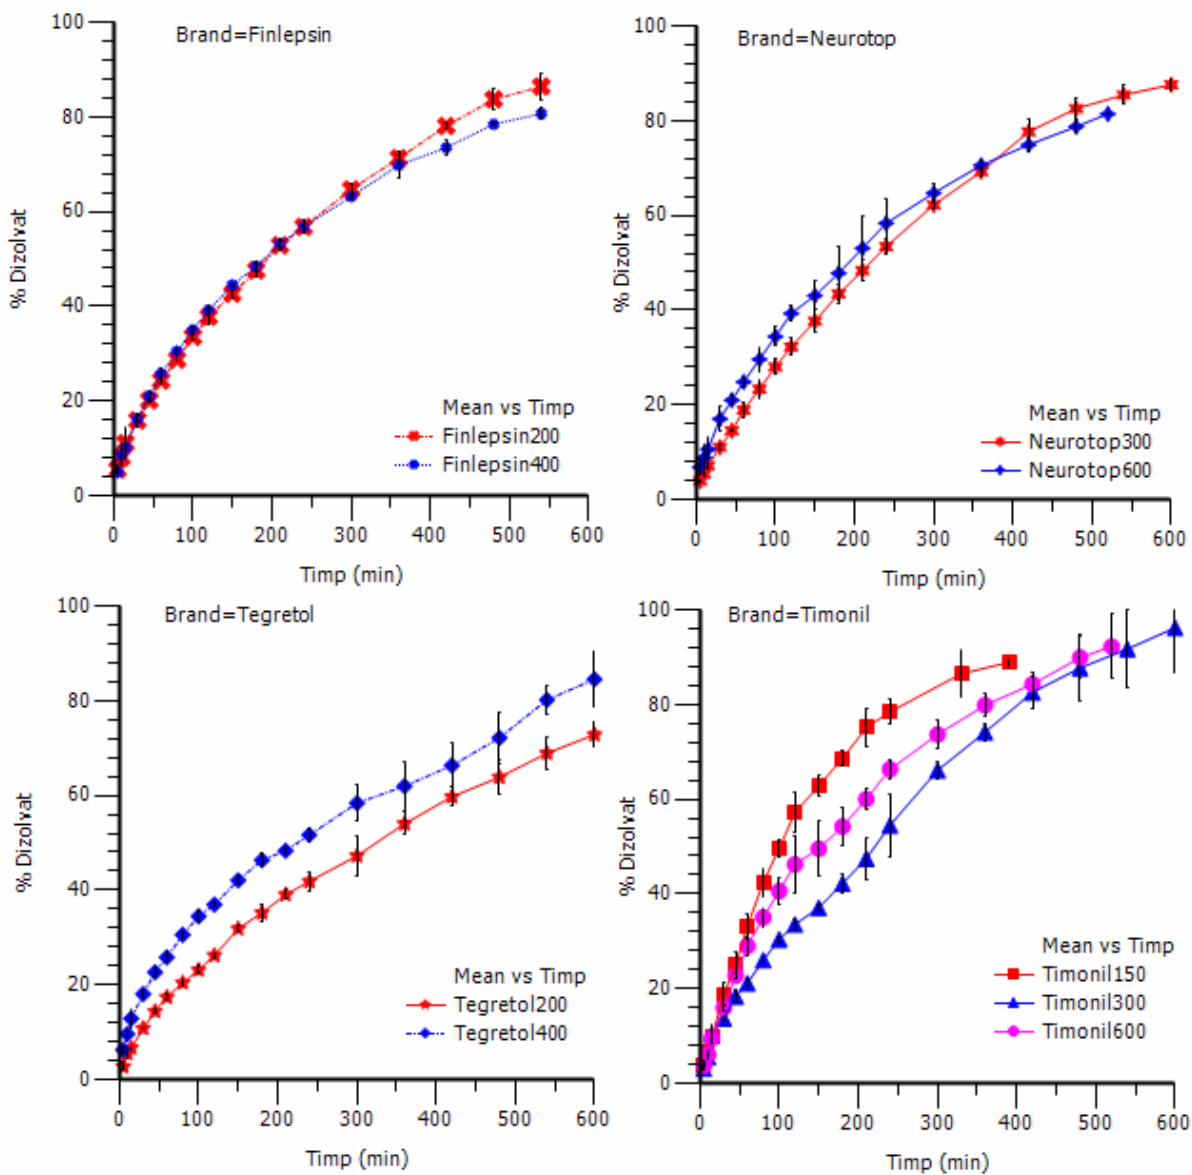 Brand=Finlepsin
100
80
60
40
20
0
% Dizolvat
Mean vs Timp
Finlepsin200
Finlepsin400
0 100 200 300 400 500 600
Timp (min)
Brand=Neurotop
100
80
60
40
20
0
% Dizolvat
Mean vs Timp
Neurotop300
Neurotop600
0 100 200 300 400 500 600
Timp (min)
Brand=Tegretol
100
80
60
40
20
0
% Dizolvat
Mean vs Timp
Tegretol200
Tegretol400
0 100 200 300 400 500 600
Timp (min)
Brand=Timonil
100
80
60
40
20
0
% Dizolvat
Mean vs Timp
Timonil150
Timonil300
Timonil600
0 100 200 300 400 500 600
Timp (min)